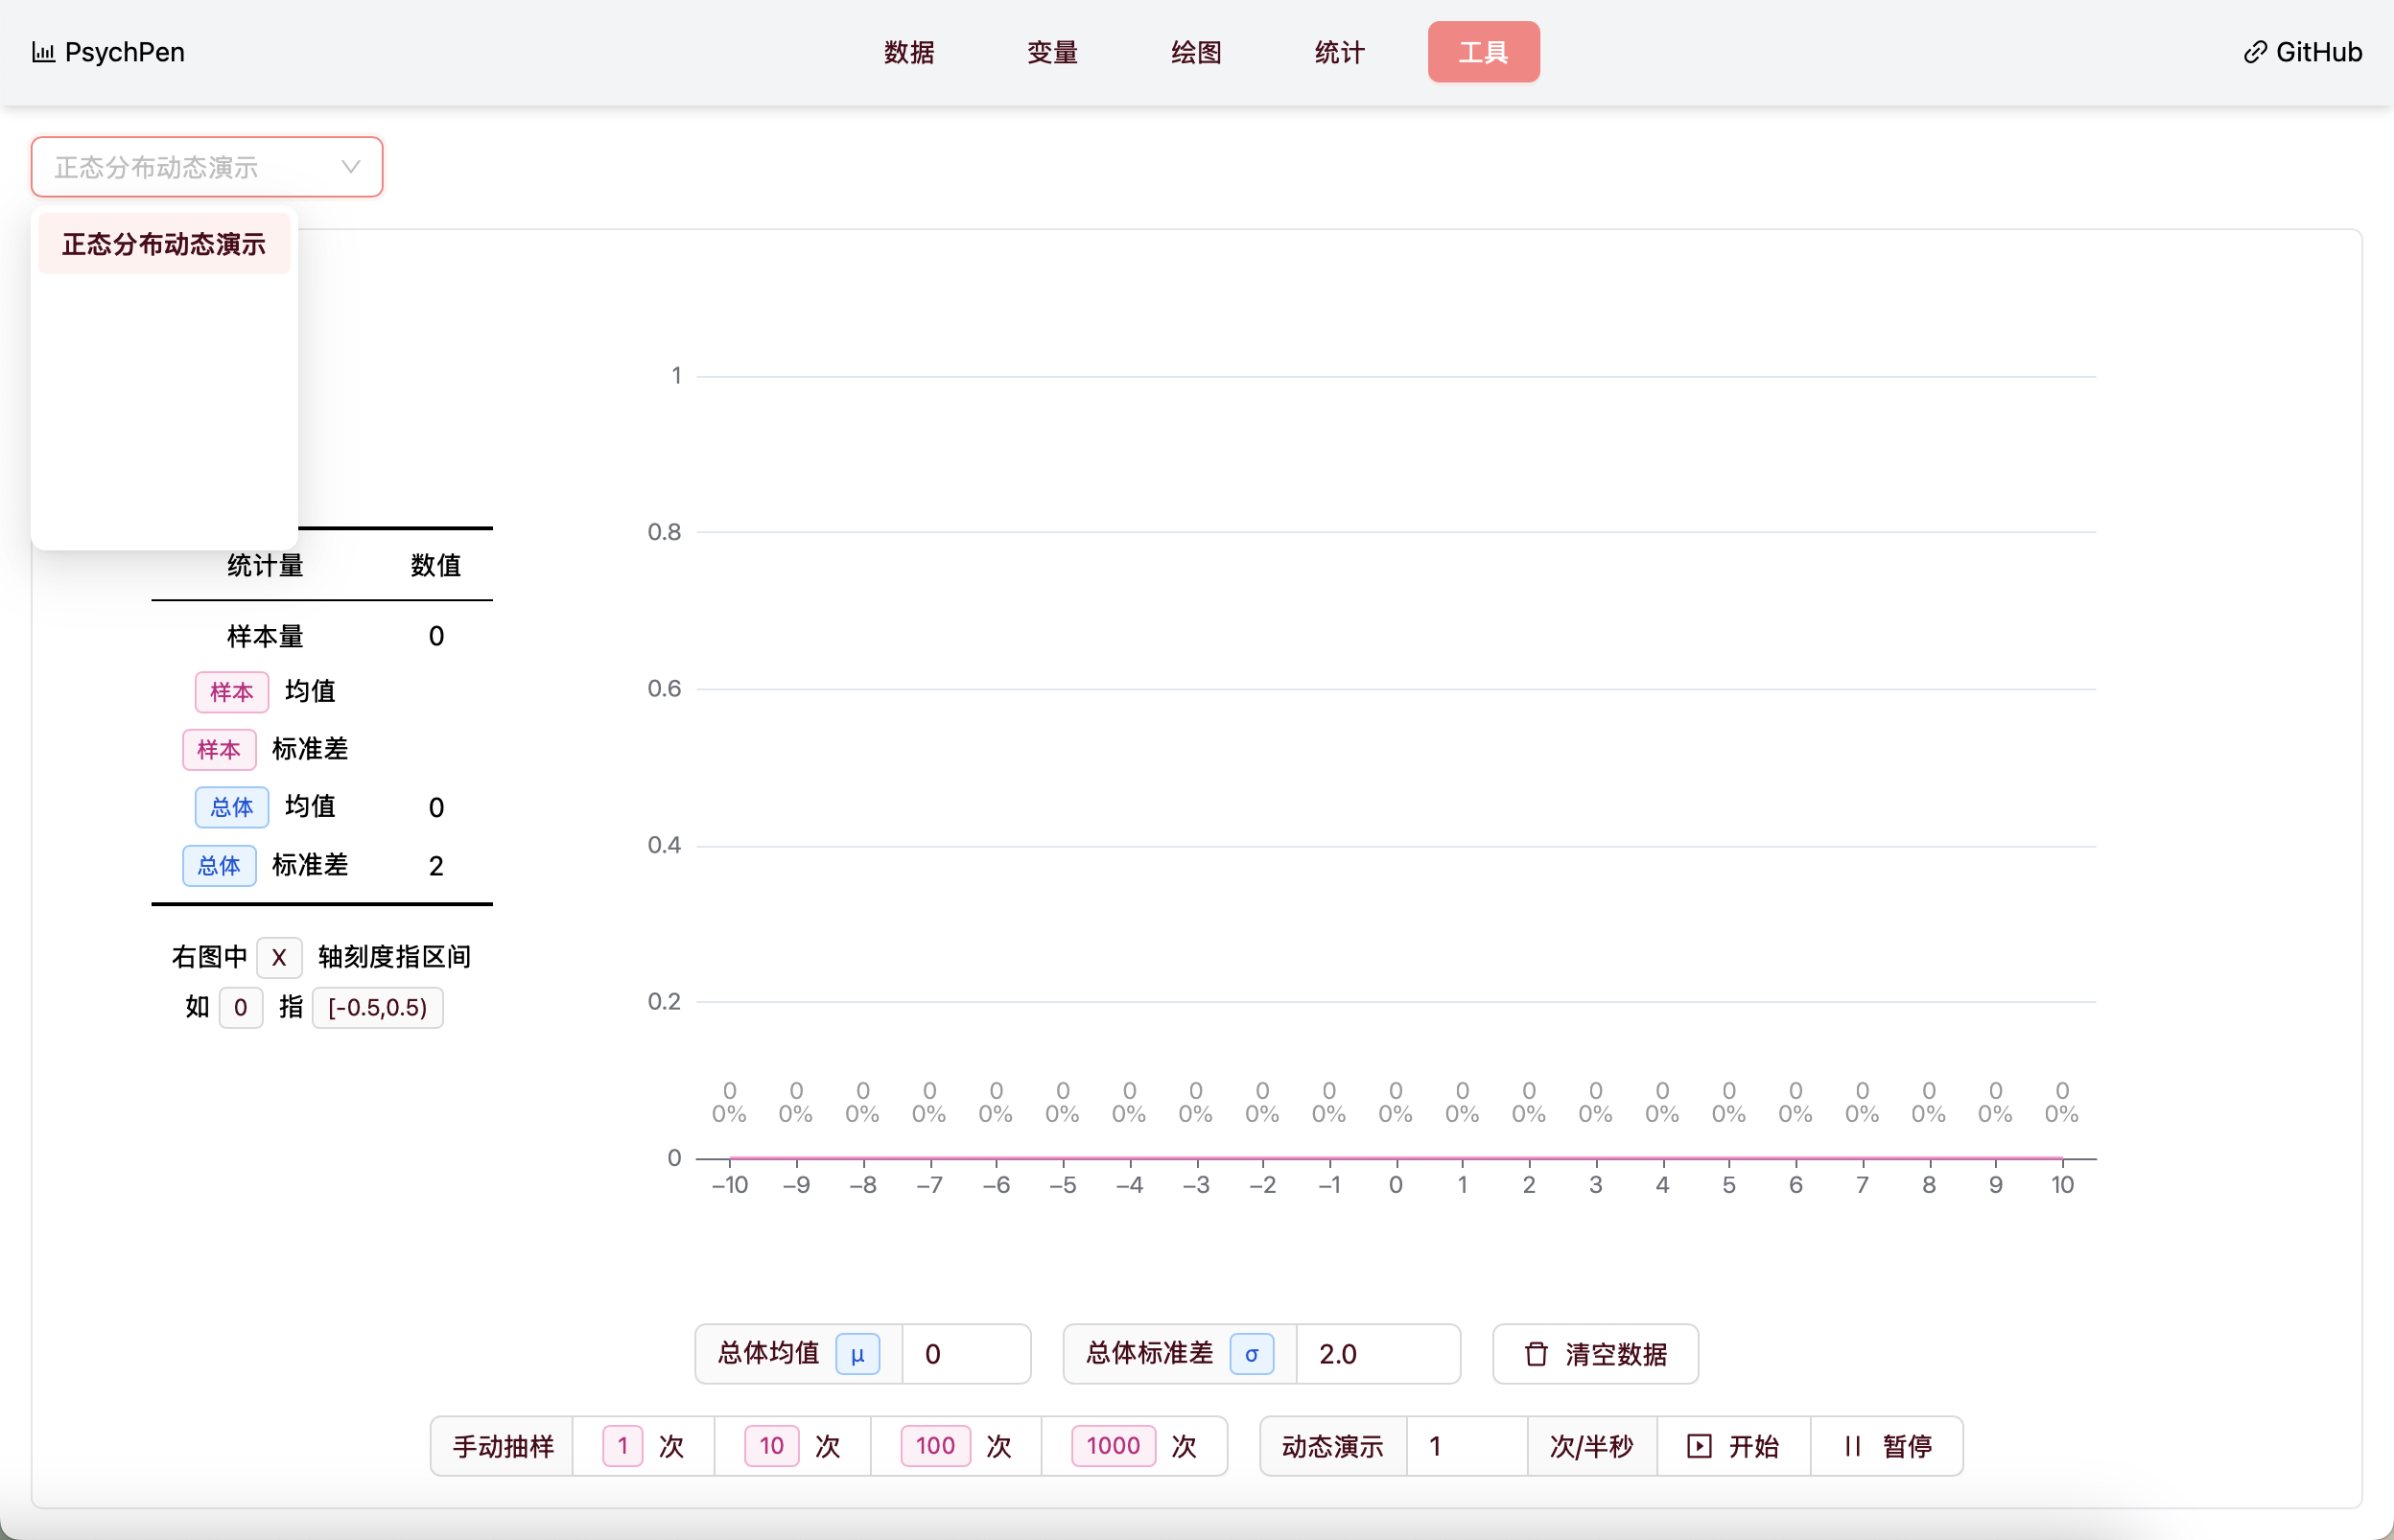 PsychPen
数据
变量
绘图
统计
工具
GitHub
正态分布动态演示
正态分布动态演示
统计量 数值
样本量 0
样本 均值
样本 标准差
总体 均值 0
总体 标准差 2
右图中 X 轴刻度指区间
如 0 指 [-0.5,0.5)
1
0.8
0.6
0.4
0.2
0 0 0 0 0 0 0 0 0 0 0 0 0 0 0 0 0 0 0 0 0
0% 0% 0% 0% 0% 0% 0% 0% 0% 0% 0% 0% 0% 0% 0% 0% 0% 0% 0% 0% 0%
0
–10 –9 –8 –7 –6 –5 –4 –3 –2 –1 0 1 2 3 4 5 6 7 8 9 10
总体均值 μ 0
总体标准差 σ 2.0
清空数据
手动抽样 1 次 10 次 100 次 1000 次
动态演示 1 次/半秒 开始 暂停